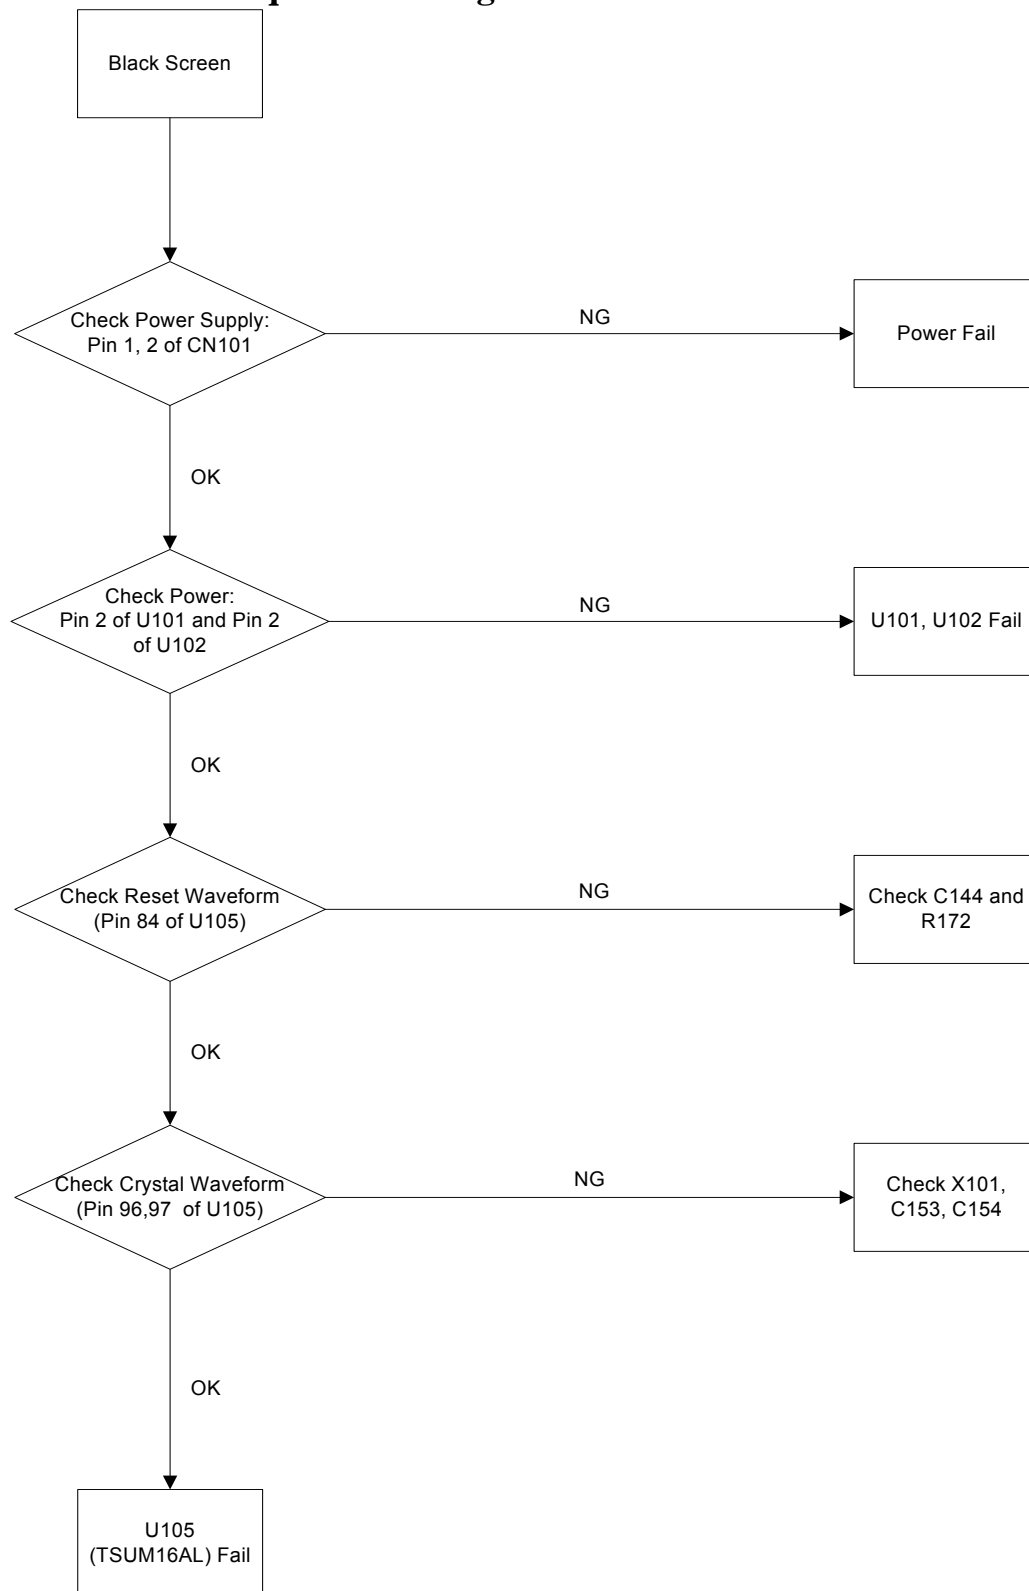 Black Screen
Check Power Supply:
Pin 1, 2 of CN101
NG
Power Fail
OK
Check Power:
Pin 2 of U101 and Pin 2
of U102
NG
U101, U102 Fail
OK
Check Reset Waveform
(Pin 84 of U105)
NG
Check C144 and
R172
OK
Check Crystal Waveform
(Pin 96,97 of U105)
NG
Check X101,
C153, C154
OK
U105
(TSUM16AL) Fail